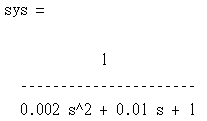 sys =
1
---------------------
0.002 s^2 + 0.01 s + 1